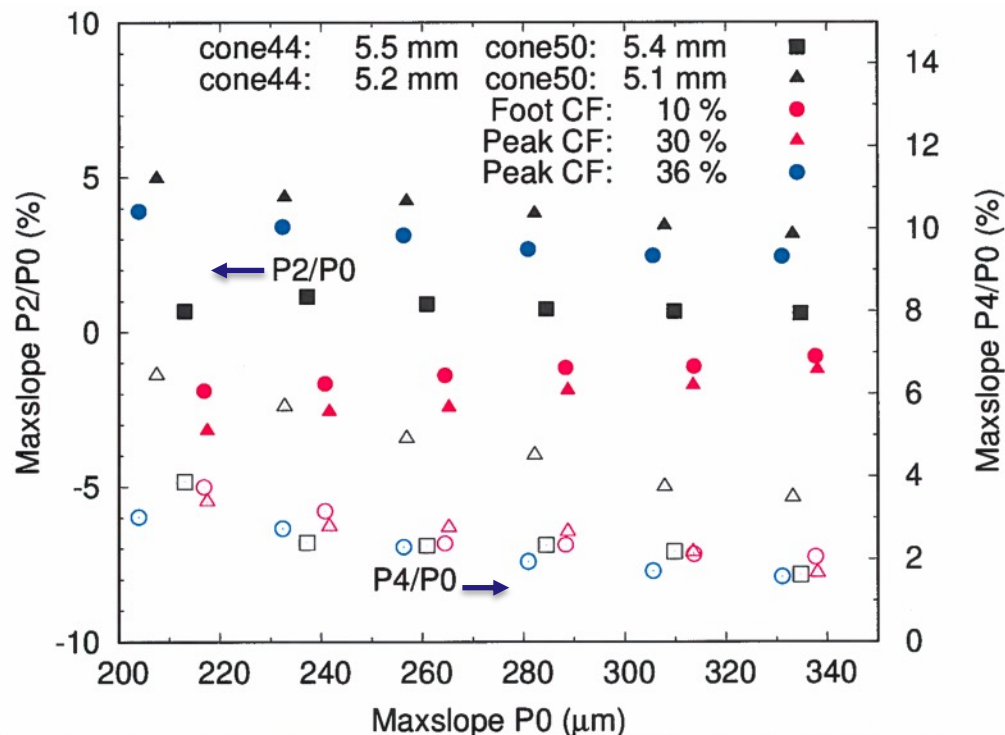 cone44: 5.5 mm cone50: 5.4 mm
cone44: 5.2 mm cone50: 5.1 mm
Foot CF: 10 %
Peak CF: 30 %
Peak CF: 36 %
P2/P0
P4/P0
10
5
0
-5
-10
Maxslope P2/P0 (%)
14
12
10
8
6
4
2
0
Maxslope P4/P0 (%)
200 220 240 260 280 300 320 340
Maxslope P0 (μm)